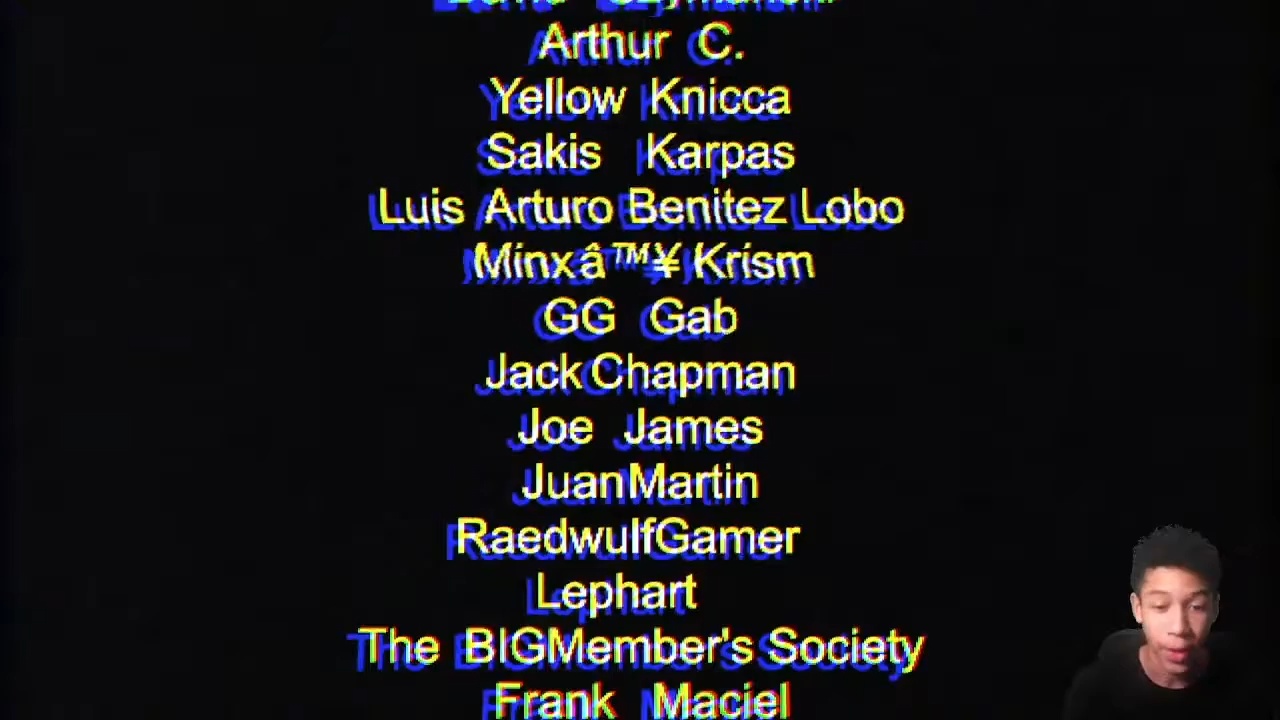 Arthur C.
Yellow Knicca
Sakis Karpas
Luis Arturo Benitez Lobo
Minxâ™¥ Krism
GG Gab
Jack Chapman
Joe James
JuanMartin
RaedwulfGamer
Lephart
The BIGMember's Society
Frank Maciel